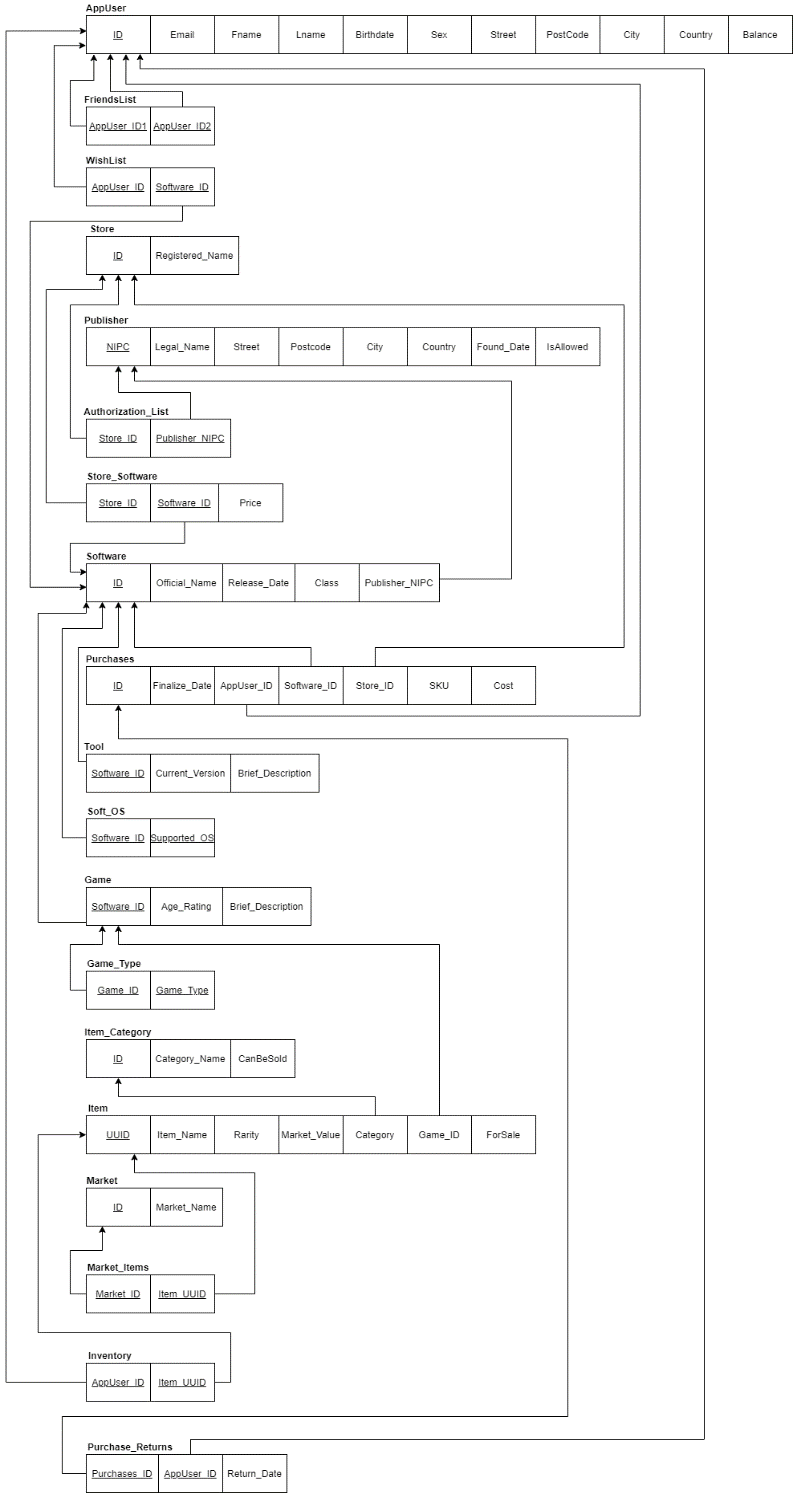 AppUser
ID Email Fname Lname Birthdate Sex Street PostCode City Country Balance
FriendsList
AppUser_ID1 AppUser_ID2
WishList
AppUser_ID Software_ID
Store
ID Registered_Name
Publisher
NIPC Legal_Name Street Postcode City Country Found_Date IsAllowed
Authorization_List
Store_ID Publisher_NIPC
Store_Software
Store_ID Software_ID Price
Software
ID Official_Name Release_Date Class Publisher_NIPC
Purchases
ID Finalize_Date AppUser_ID Software_ID Store_ID SKU Cost
Tool
Software_ID Current_Version Brief_Description
Soft_OS
Software_ID Supported_OS
Game
Software_ID Age_Rating Brief_Description
Game_Type
Game_ID Game_Type
Item_Category
ID Category_Name CanBeSold
Item
UUID Item_Name Rarity Market_Value Category Game_ID ForSale
Market
ID Market_Name
Market_Items
Market_ID Item_UUID
Inventory
AppUser_ID Item_UUID
Purchase_Returns
Purchases_ID AppUser_ID Return_Date